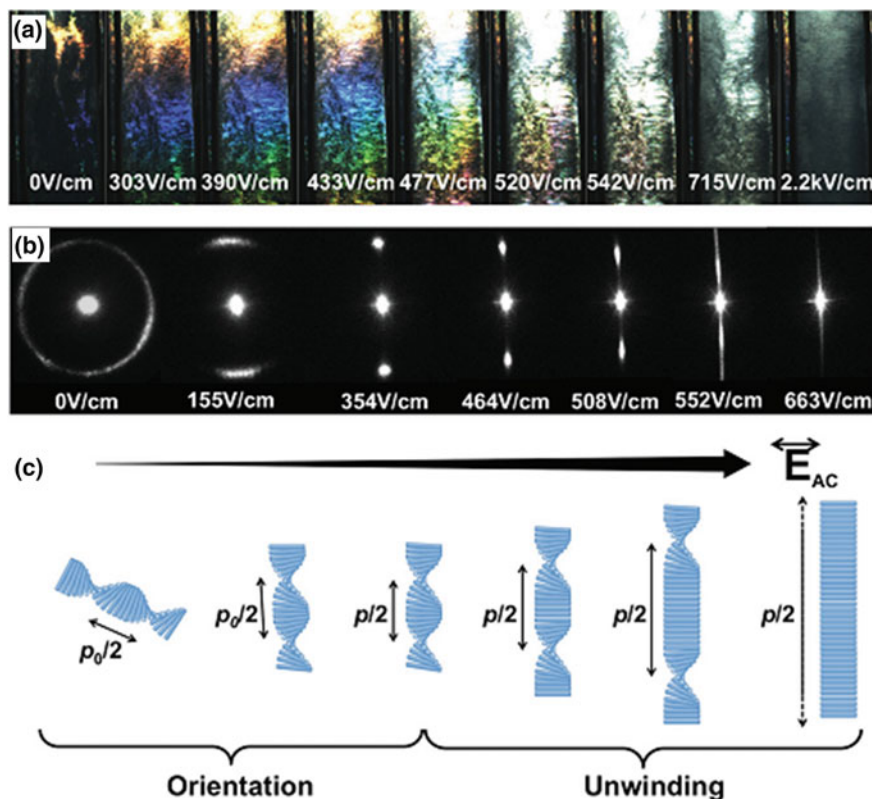 (a)
0V/cm 303V/cm 390V/cm 433V/cm 477V/cm 520V/cm 542V/cm 715V/cm 2.2kV/cm
(b)
0V/cm 155V/cm 354V/cm 464V/cm 508V/cm 552V/cm 663V/cm
(c)
E AC
p₀/2 p₀/2 p/2 p/2 p/2 p/2
Orientation Unwinding